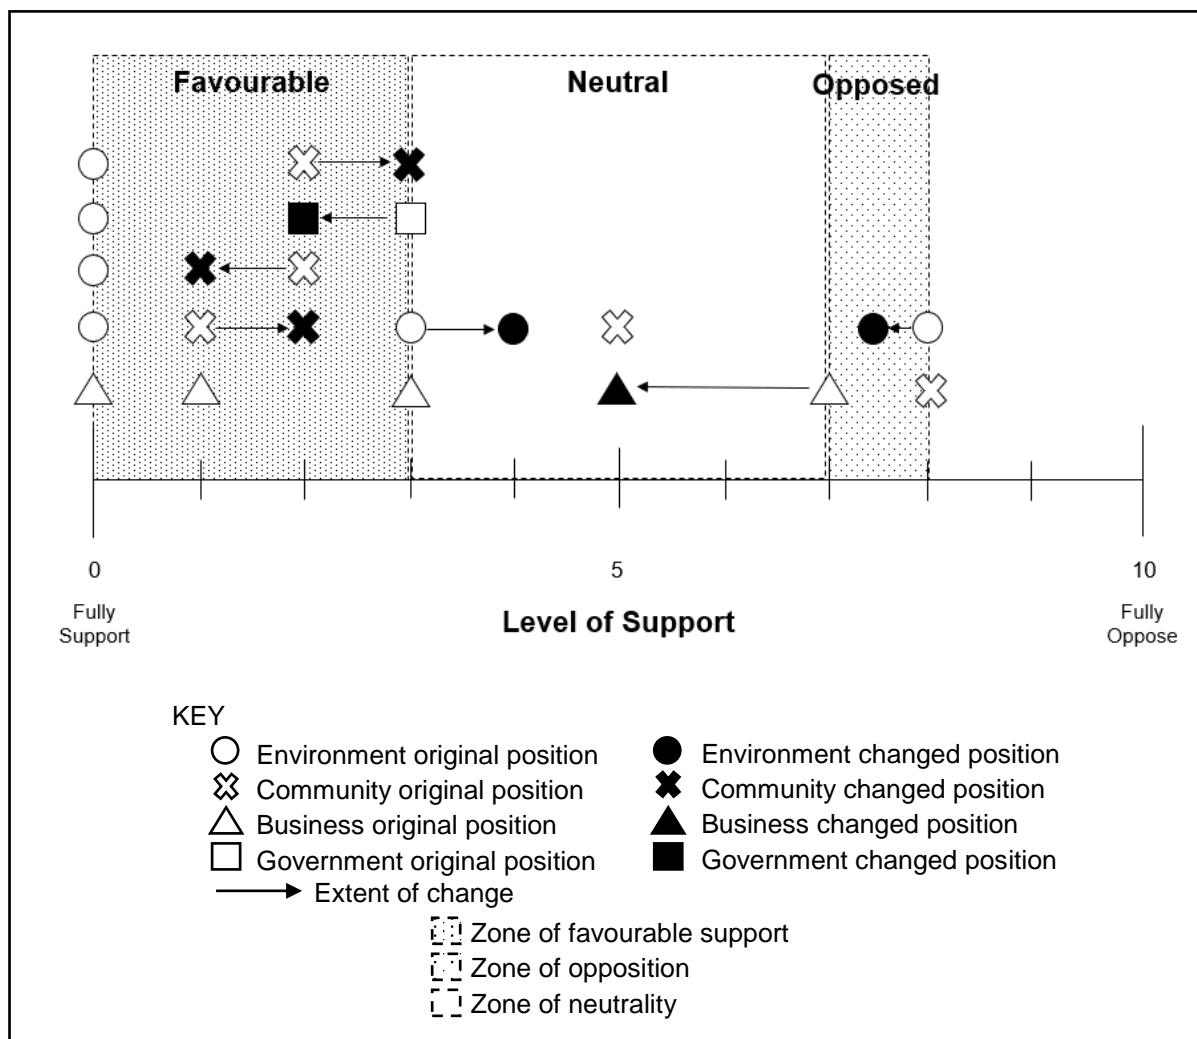 Favourable
Neutral
Opposed
0
5
10
Fully
Support
Level of Support
Fully
Oppose
KEY
Environment original position
Environment changed position
Community original position
Community changed position
Business original position
Business changed position
Government original position
Government changed position
Extent of change
Zone of favourable support
Zone of opposition
Zone of neutrality